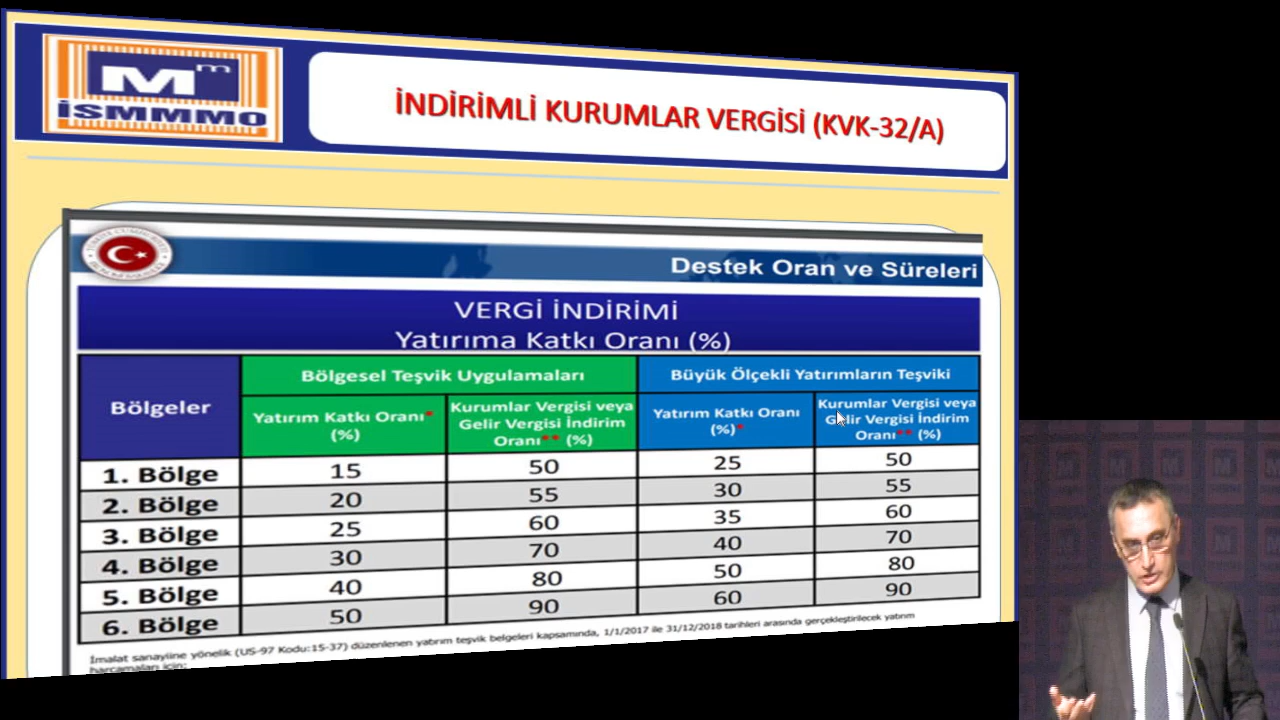 M m
İSMMMO
İNDİRİMLİ KURUMLAR VERGİSİ (KVK-32/A)
Destek Oran ve Süreleri
VERGİ İNDİRİMİ
Yatırıma Katkı Oranı (%)
Bölgeler
Bölgesel Teşvik Uygulamaları
Büyük Ölçekli Yatırımların Teşviki
Yatırım Katkı Oranı*
(%)
Kurumlar Vergisi veya
Gelir Vergisi İndirim
Oranı** (%)
Yatırım Katkı Oranı
(%)*
Kurumlar Vergisi veya
Gelir Vergisi İndirim
Oranı** (%)
1. Bölge 15 50 25 50
2. Bölge 20 55 30 55
3. Bölge 25 60 35 60
4. Bölge 30 70 40 70
5. Bölge 40 80 50 80
6. Bölge 50 90 60 90
İmalat sanayiine yönelik (US-97 Kodu:15-37) düzenlenen yatırım teşvik belgeleri kapsamında, 1/1/2017 ile 31/12/2018 tarihleri arasında gerçekleştirilecek yatırım
harcamaları için: